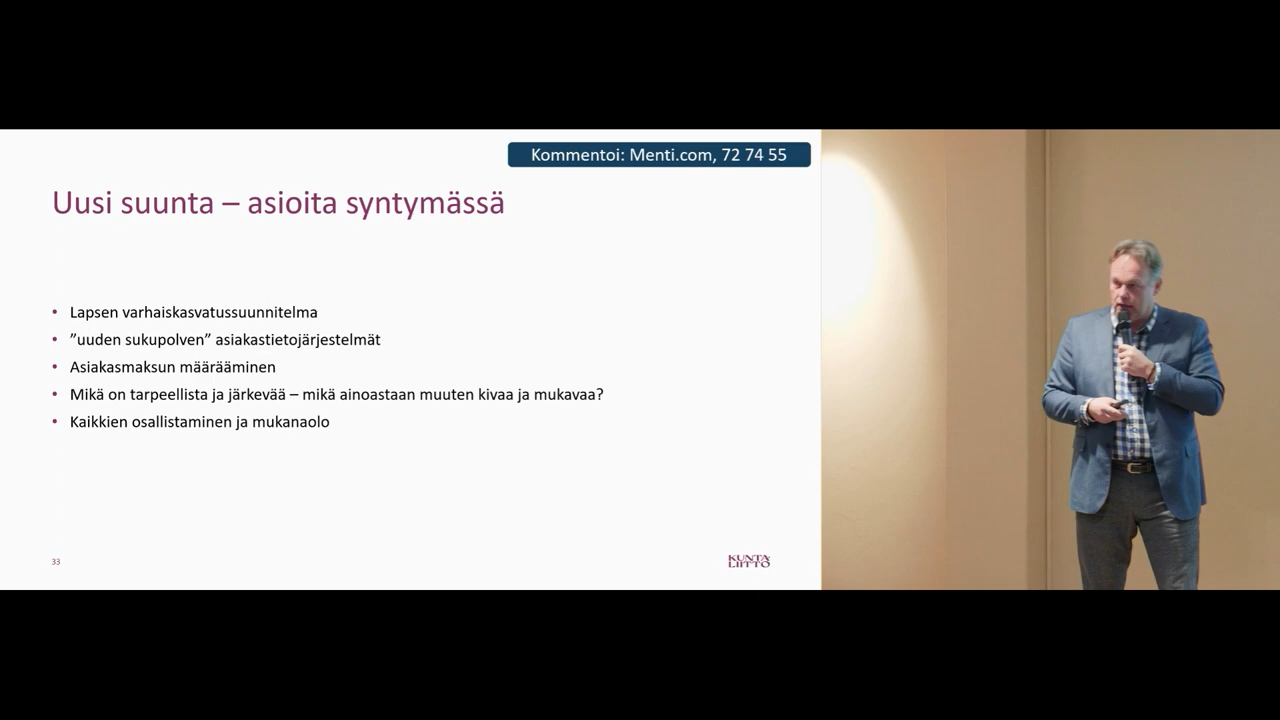 Kommentoi: Menti.com, 72 74 55
Uusi suunta – asioita syntymässä
• Lapsen varhaiskasvatussuunnitelma
• ”uuden sukupolven” asiakastietojärjestelmät
• Asiakasmaksun määrääminen
• Mikä on tarpeellista ja järkevää – mikä ainoastaan muuten kivaa ja mukavaa?
• Kaikkien osallistaminen ja mukanaolo
33
KUNTA
LIITTO